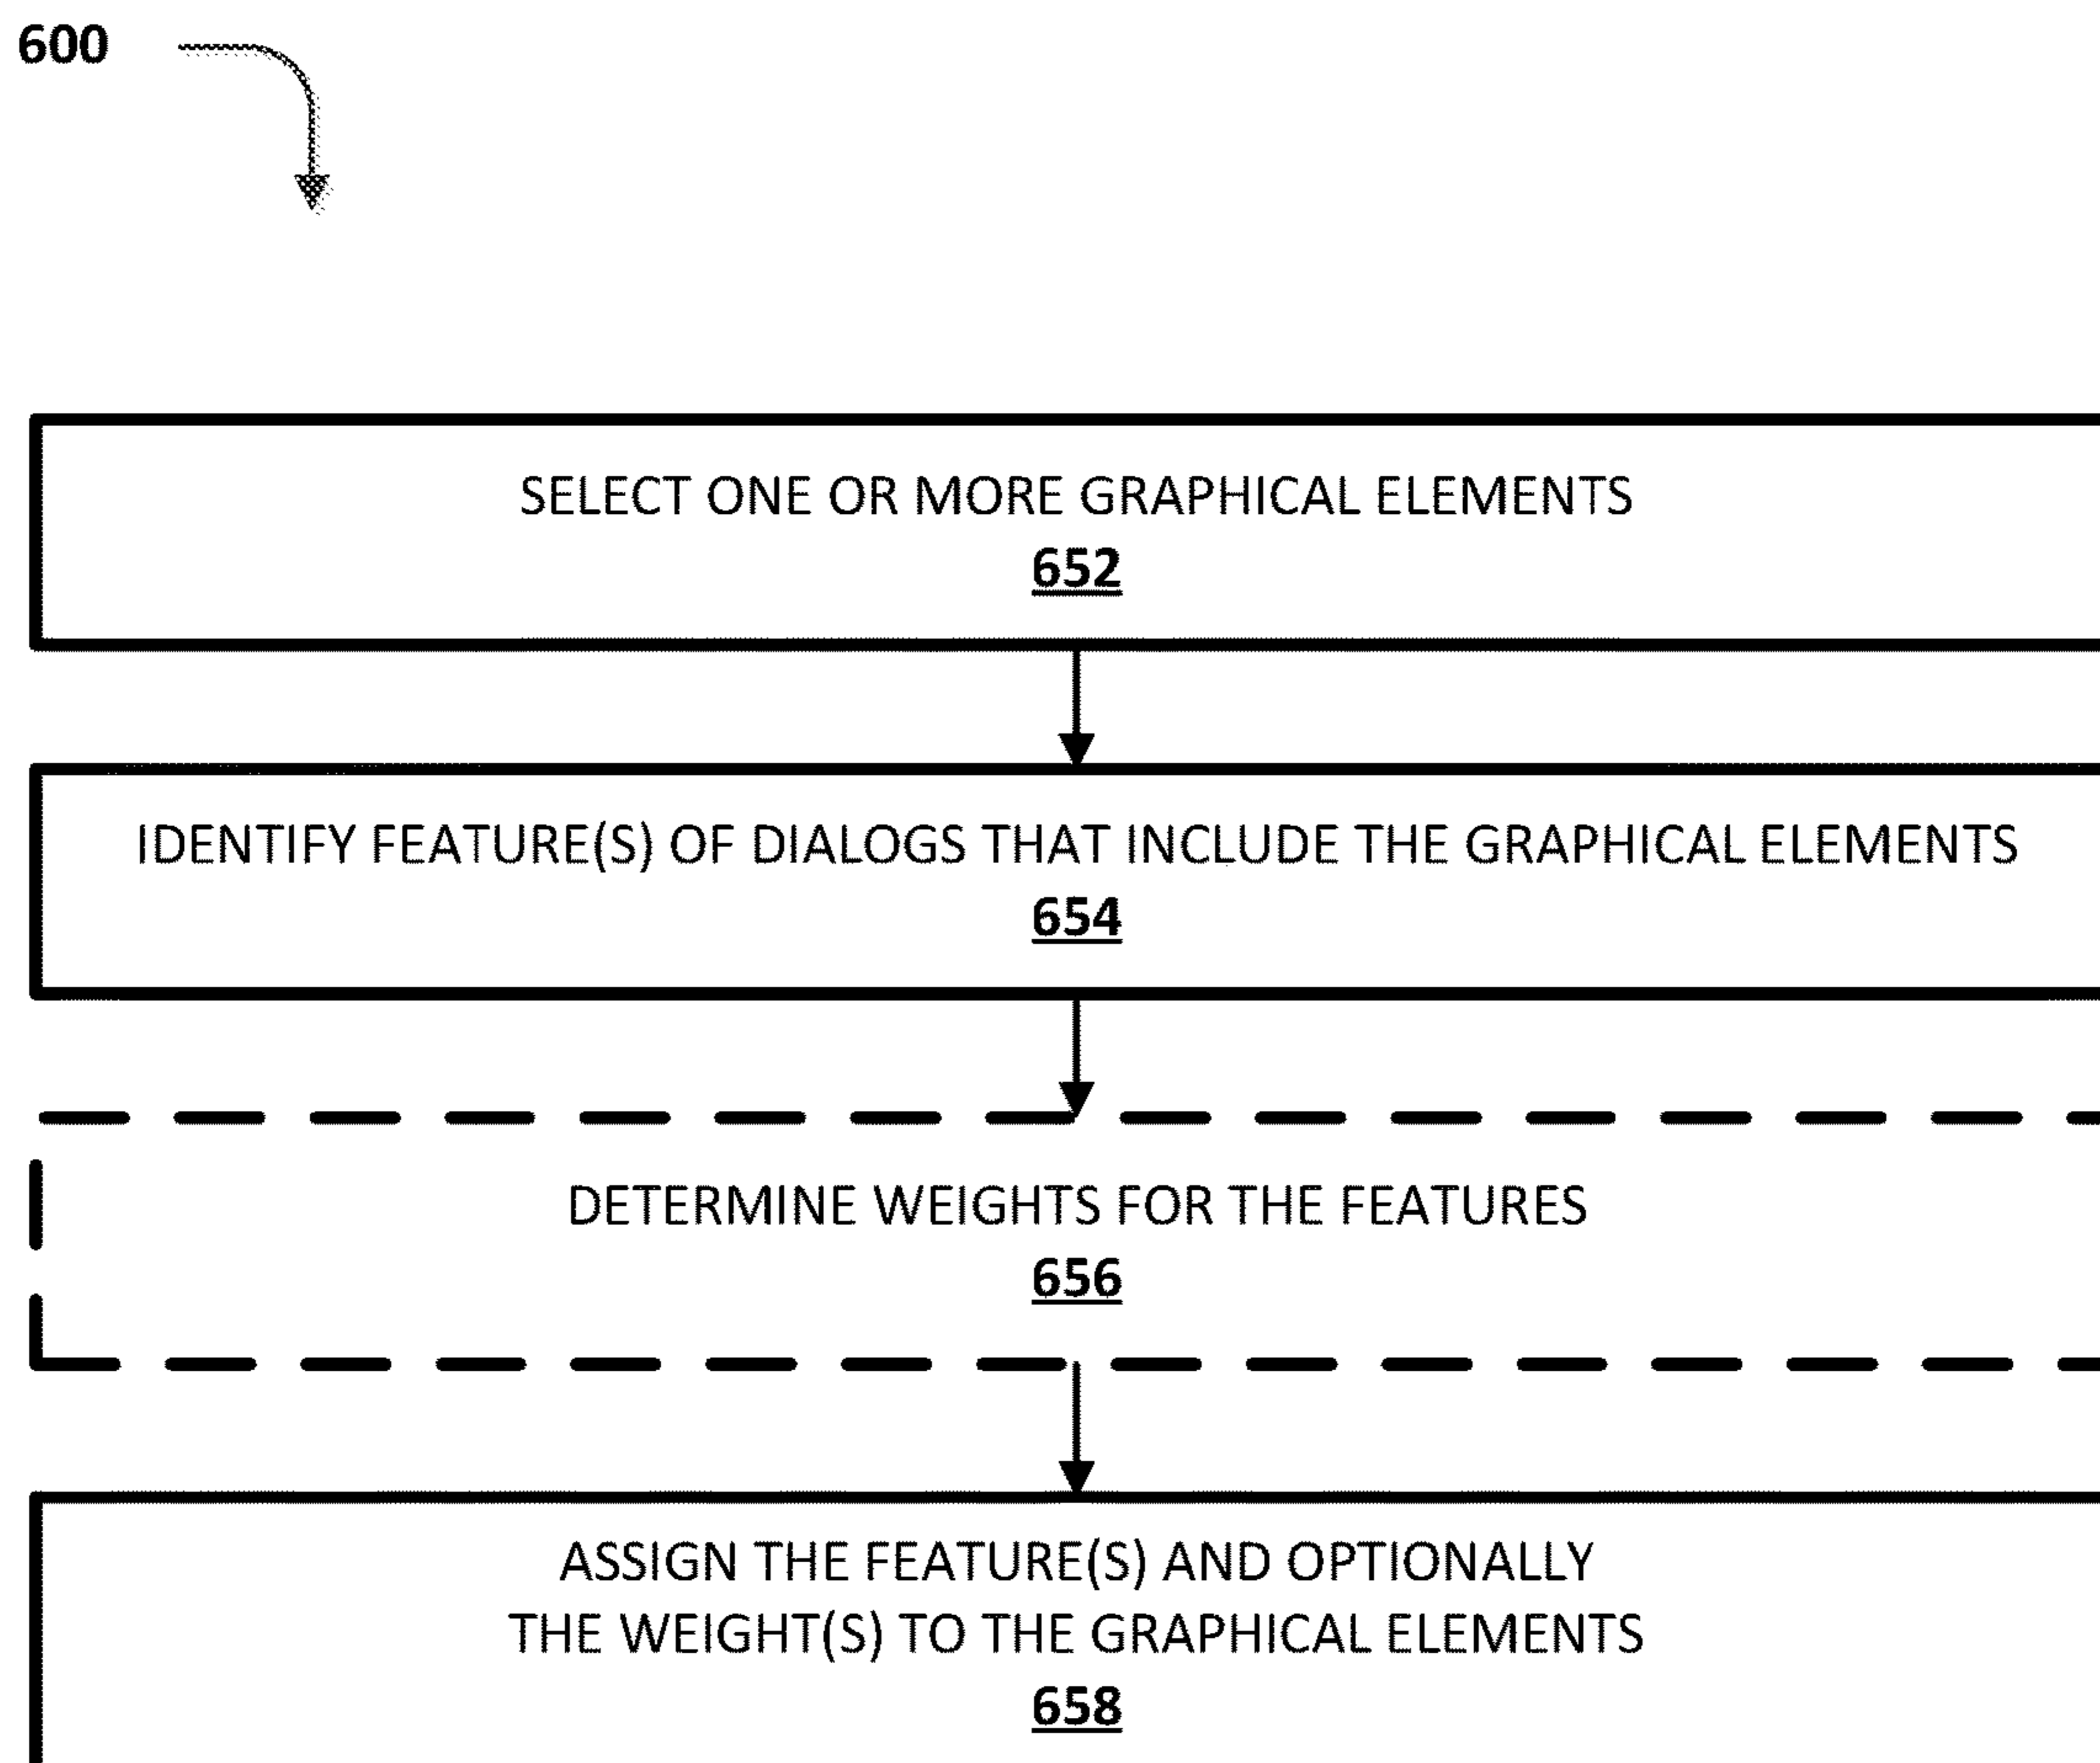 600
SELECT ONE OR MORE GRAPHICAL ELEMENTS
652
IDENTIFY FEATURE(S) OF DIALOGS THAT INCLUDE THE GRAPHICAL ELEMENTS
654
DETERMINE WEIGHTS FOR THE FEATURES
656
ASSIGN THE FEATURE(S) AND OPTIONALLY
THE WEIGHT(S) TO THE GRAPHICAL ELEMENTS
658